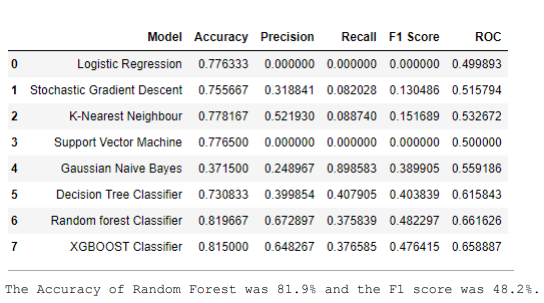 Model Accuracy Precision Recall F1 Score ROC
0 Logistic Regression 0.776333 0.000000 0.000000 0.000000 0.499893
1 Stochastic Gradient Descent 0.755667 0.318841 0.082028 0.130486 0.515794
2 K-Nearest Neighbour 0.778167 0.521930 0.088740 0.151689 0.532672
3 Support Vector Machine 0.776500 0.000000 0.000000 0.000000 0.500000
4 Gaussian Naive Bayes 0.371500 0.248967 0.898583 0.389905 0.559186
5 Decision Tree Classifier 0.730833 0.399854 0.407905 0.403839 0.615843
6 Random forest Classifier 0.819667 0.672897 0.375839 0.482297 0.661626
7 XGBOOST Classifier 0.815000 0.648267 0.376585 0.476415 0.658887
The Accuracy of Random Forest was 81.9% and the F1 score was 48.2%.